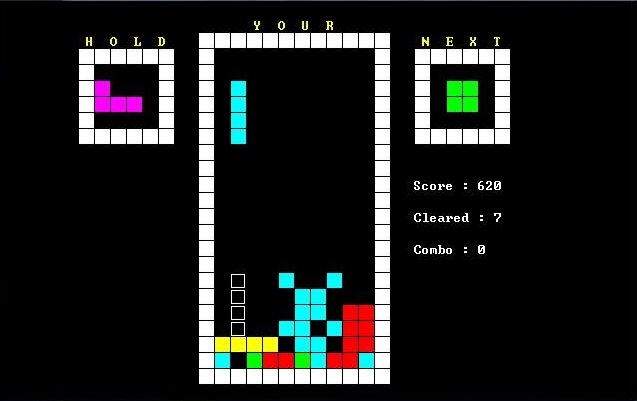 Y O U R
H O L D
N E X T
Score : 620
Cleared : 7
Combo : 0